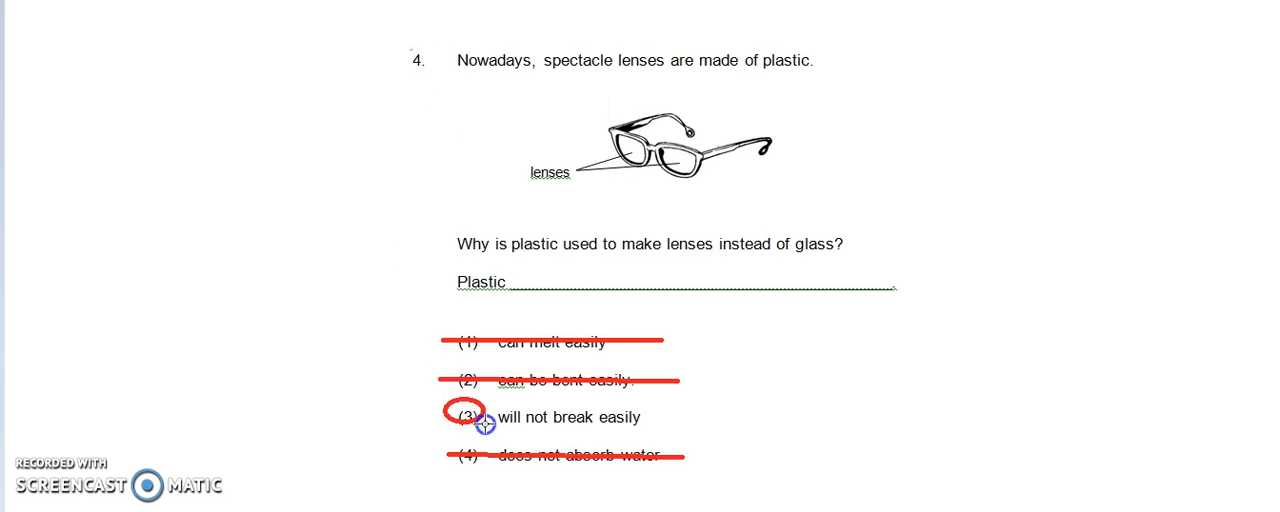 4. Nowadays, spectacle lenses are made of plastic.
lenses
Why is plastic used to make lenses instead of glass?
Plastic ______________________________.
(1) can melt easily
(2) can be bent easily.
(3) will not break easily
(4) does not absorb water
RECORDED WITH
SCREENCAST MATIC